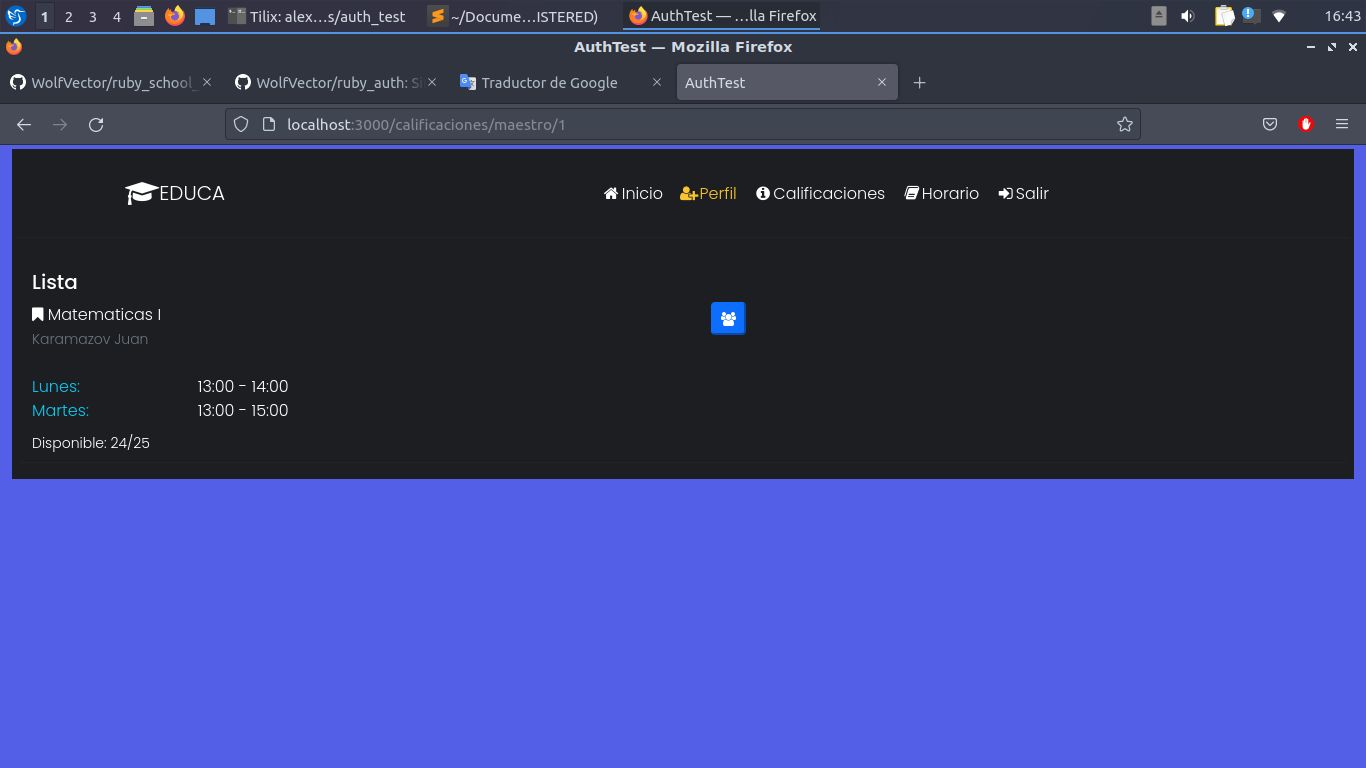 1 2 3 4 Tilix: alex…s/auth_test ~/Docume…ISTERED) AuthTest — …lla Firefox 16:43
AuthTest — Mozilla Firefox
WolfVector/ruby_school_ WolfVector/ruby_auth: Si Traductor de Google AuthTest
localhost:3000/calificaciones/maestro/1
EDUCA Inicio Perfil Calificaciones Horario Salir
Lista
Matematicas I
Karamazov Juan
Lunes: 13:00 - 14:00
Martes: 13:00 - 15:00
Disponible: 24/25